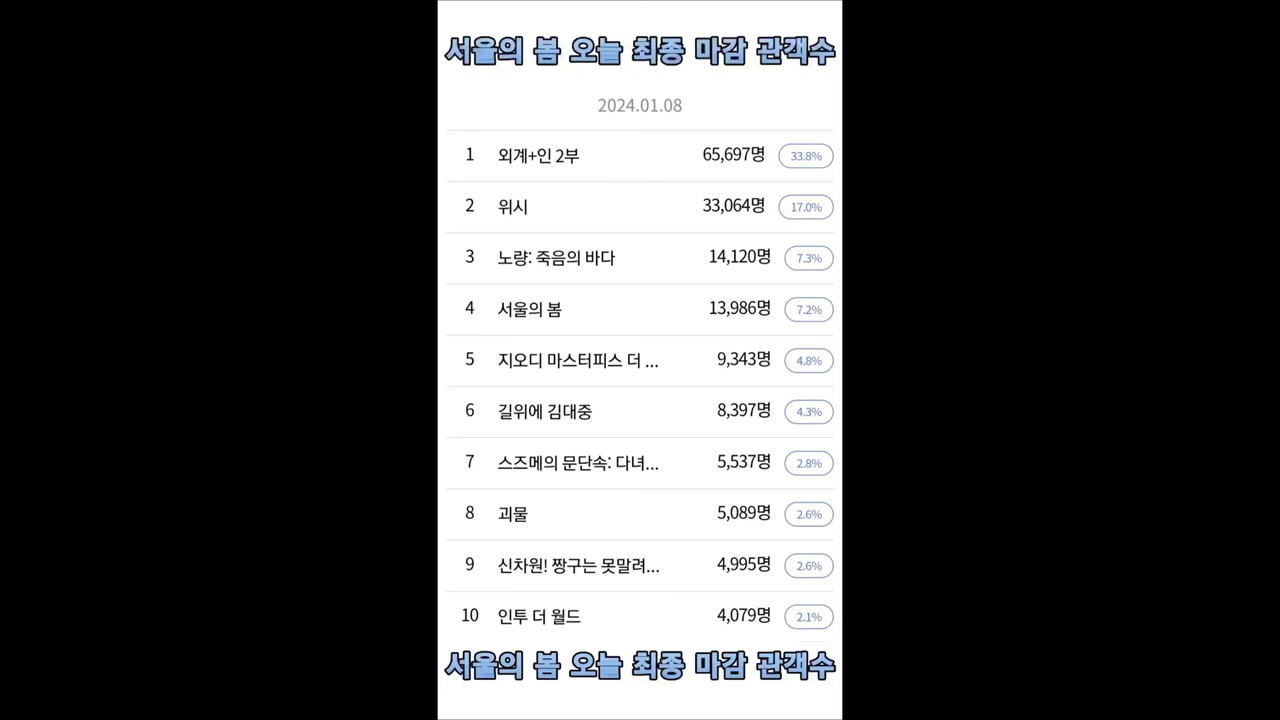 서울의 봄 오늘 최종 마감 관객수
2024.01.08
1 외계+인 2부 65,697명 33.8%
2 위시 33,064명 17.0%
3 노량: 죽음의 바다 14,120명 7.3%
4 서울의 봄 13,986명 7.2%
5 지오디 마스터피스 더 ... 9,343명 4.8%
6 길위에 김대중 8,397명 4.3%
7 스즈메의 문단속: 다녀... 5,537명 2.8%
8 괴물 5,089명 2.6%
9 신차원! 짱구는 못말려... 4,995명 2.6%
10 인투 더 월드 4,079명 2.1%
서울의 봄 오늘 최종 마감 관객수